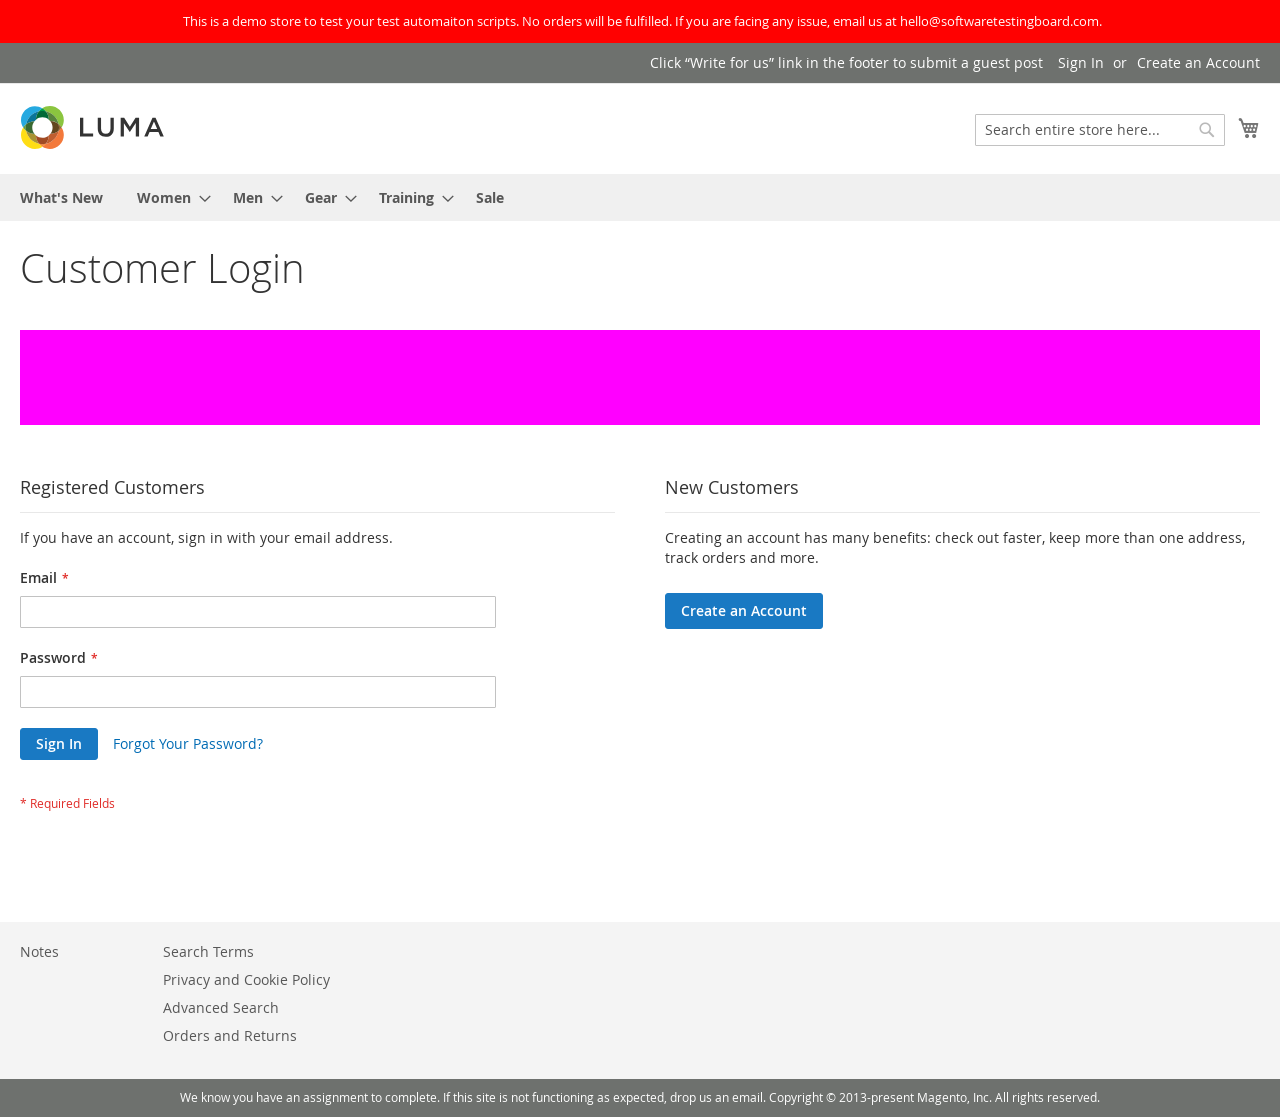 This is a demo store to test your test automaiton scripts. No orders will be fulfilled. If you are facing any issue, email us at hello@softwaretestingboard.com.
Click “Write for us” link in the footer to submit a guest post Sign In or Create an Account
LUMA
Search entire store here...
What's New Women Men Gear Training Sale
Customer Login
Registered Customers
If you have an account, sign in with your email address.
Email *
Password *
Sign In Forgot Your Password?
* Required Fields
New Customers
Creating an account has many benefits: check out faster, keep more than one address,
track orders and more.
Create an Account
Notes
Search Terms
Privacy and Cookie Policy
Advanced Search
Orders and Returns
We know you have an assignment to complete. If this site is not functioning as expected, drop us an email. Copyright © 2013-present Magento, Inc. All rights reserved.